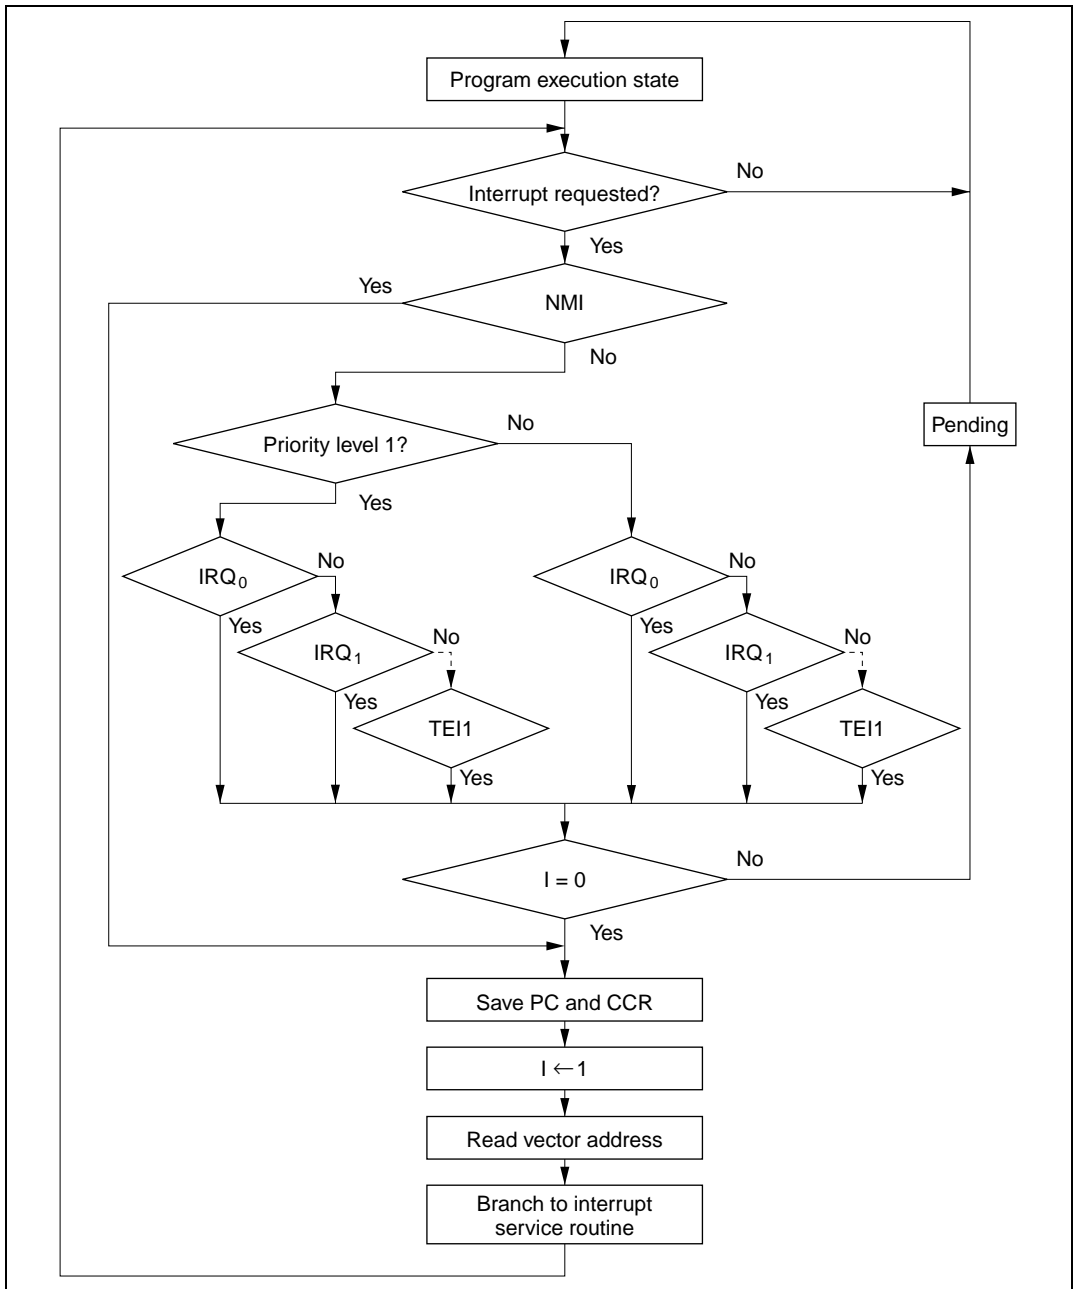 Program execution state
No
Interrupt requested?
Yes
Yes
NMI
No
Pending
No
Priority level 1?
Yes
No
IRQ0
Yes
No
IRQ1
Yes
TEI1
Yes
No
IRQ0
Yes
No
IRQ1
Yes
TEI1
Yes
No
I = 0
Yes
Save PC and CCR
I ← 1
Read vector address
Branch to interrupt
service routine